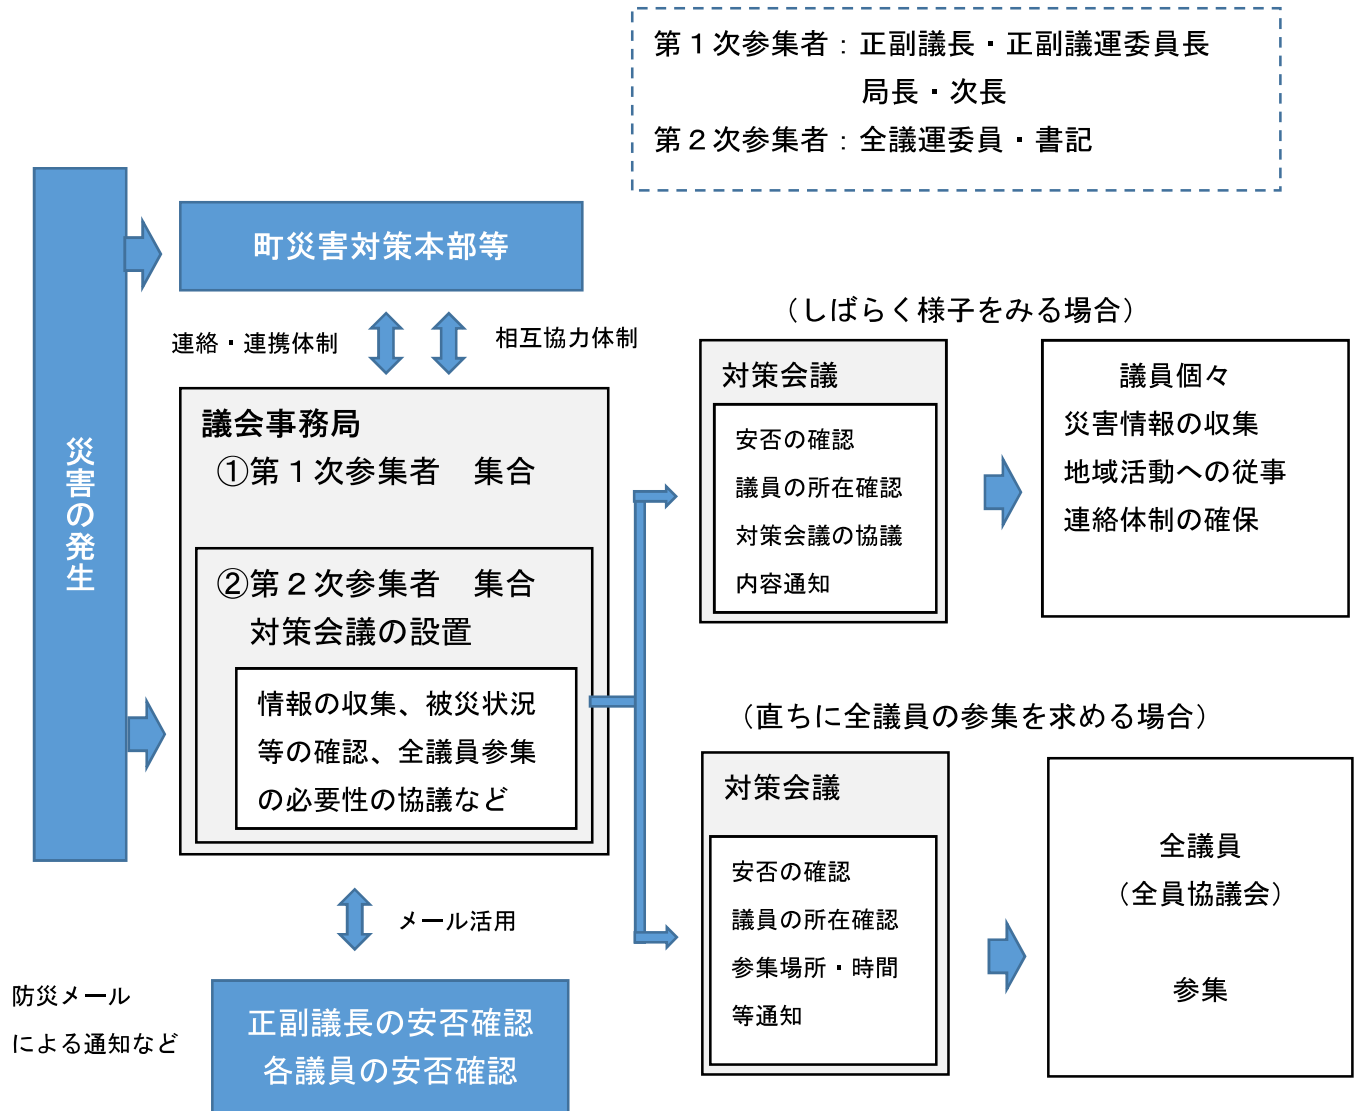 第１次参集者：正副議長・正副議運委員長
局長・次長
第２次参集者：全議運委員・書記
災害の発生
町災害対策本部等
連絡・連携体制
相互協力体制
議会事務局
①第１次参集者　集合
②第２次参集者　集合
対策会議の設置
情報の収集、被災状況
等の確認、全議員参集
の必要性の協議など
メール活用
防災メール
による通知など
正副議長の安否確認
各議員の安否確認
（しばらく様子をみる場合）
対策会議
安否の確認
議員の所在確認
対策会議の協議
内容通知
議員個々
災害情報の収集
地域活動への従事
連絡体制の確保
（直ちに全議員の参集を求める場合）
対策会議
安否の確認
議員の所在確認
参集場所・時間
等通知
全議員
（全員協議会）
参集